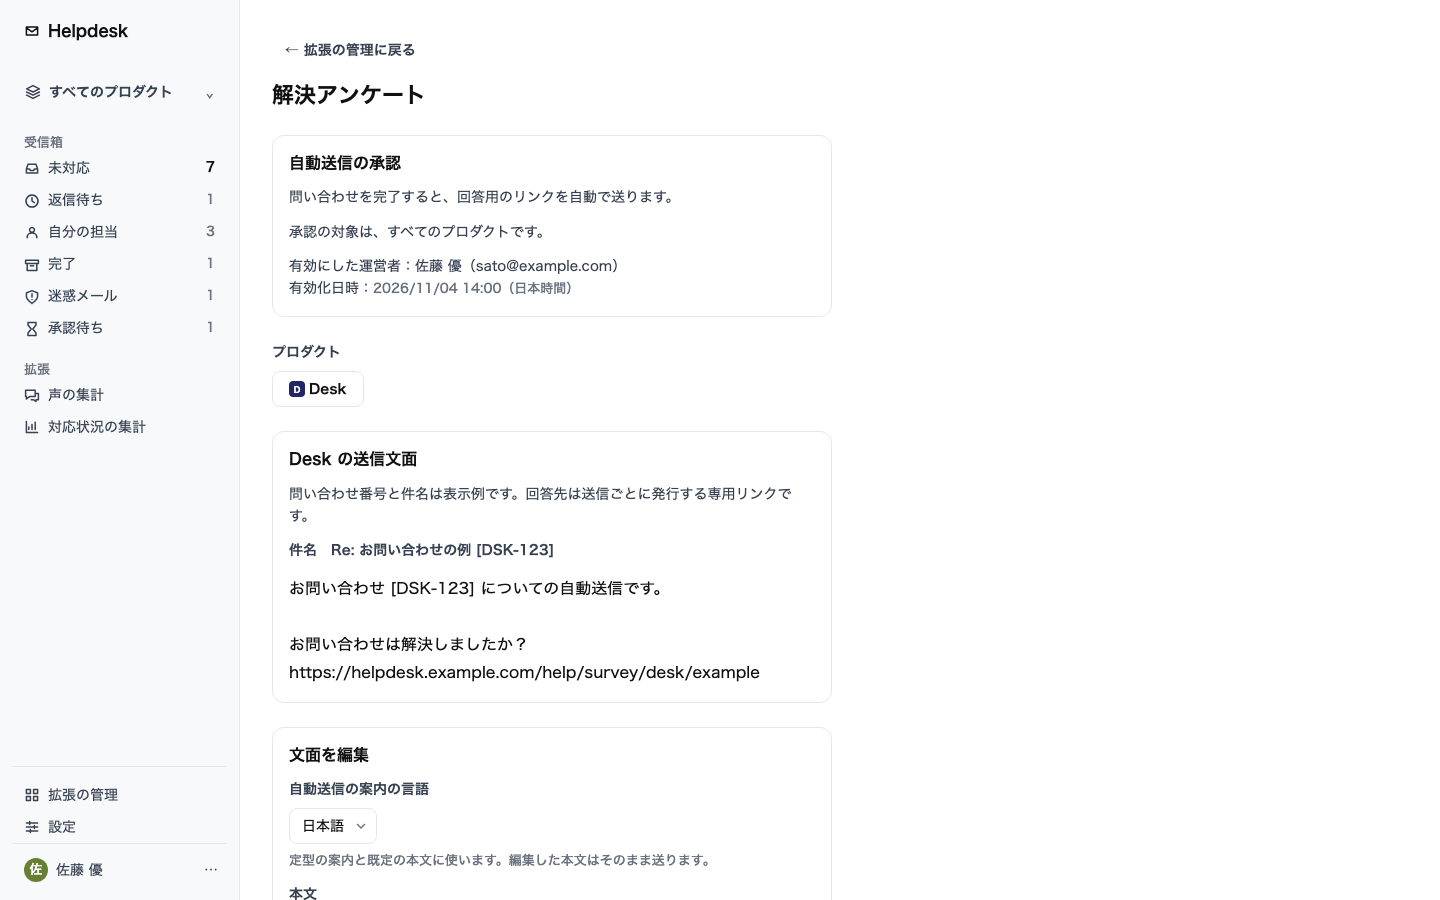 Helpdesk
すべてのプロダクト
受信箱
未対応 7
返信待ち 1
自分の担当 3
完了 1
迷惑メール 1
承認待ち 1
拡張
声の集計
対応状況の集計
拡張の管理
設定
佐 佐藤 優 …
← 拡張の管理に戻る
解決アンケート
自動送信の承認
問い合わせを完了すると、回答用のリンクを自動で送ります。
承認の対象は、すべてのプロダクトです。
有効にした運営者：佐藤 優（sato@example.com）
有効化日時：2026/11/04 14:00（日本時間）
プロダクト
D Desk
Desk の送信文面
問い合わせ番号と件名は表示例です。回答先は送信ごとに発行する専用リンクで
す。
件名 Re: お問い合わせの例 [DSK-123]
お問い合わせ [DSK-123] についての自動送信です。
お問い合わせは解決しましたか？
https://helpdesk.example.com/help/survey/desk/example
文面を編集
自動送信の案内の言語
日本語
定型の案内と既定の本文に使います。編集した本文はそのまま送ります。
本文